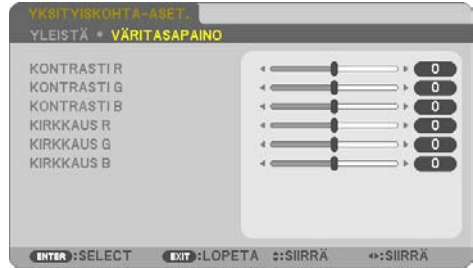 YKSITYISKOHTA-ASET.
YLEISTÄ • VÄRITASAPAINO
KONTRASTI R 0
KONTRASTI G 0
KONTRASTI B 0
KIRKKAUS R 0
KIRKKAUS G 0
KIRKKAUS B 0
ENTER :SELECT EXIT :LOPETA :SIIRRÄ :SIIRRÄ